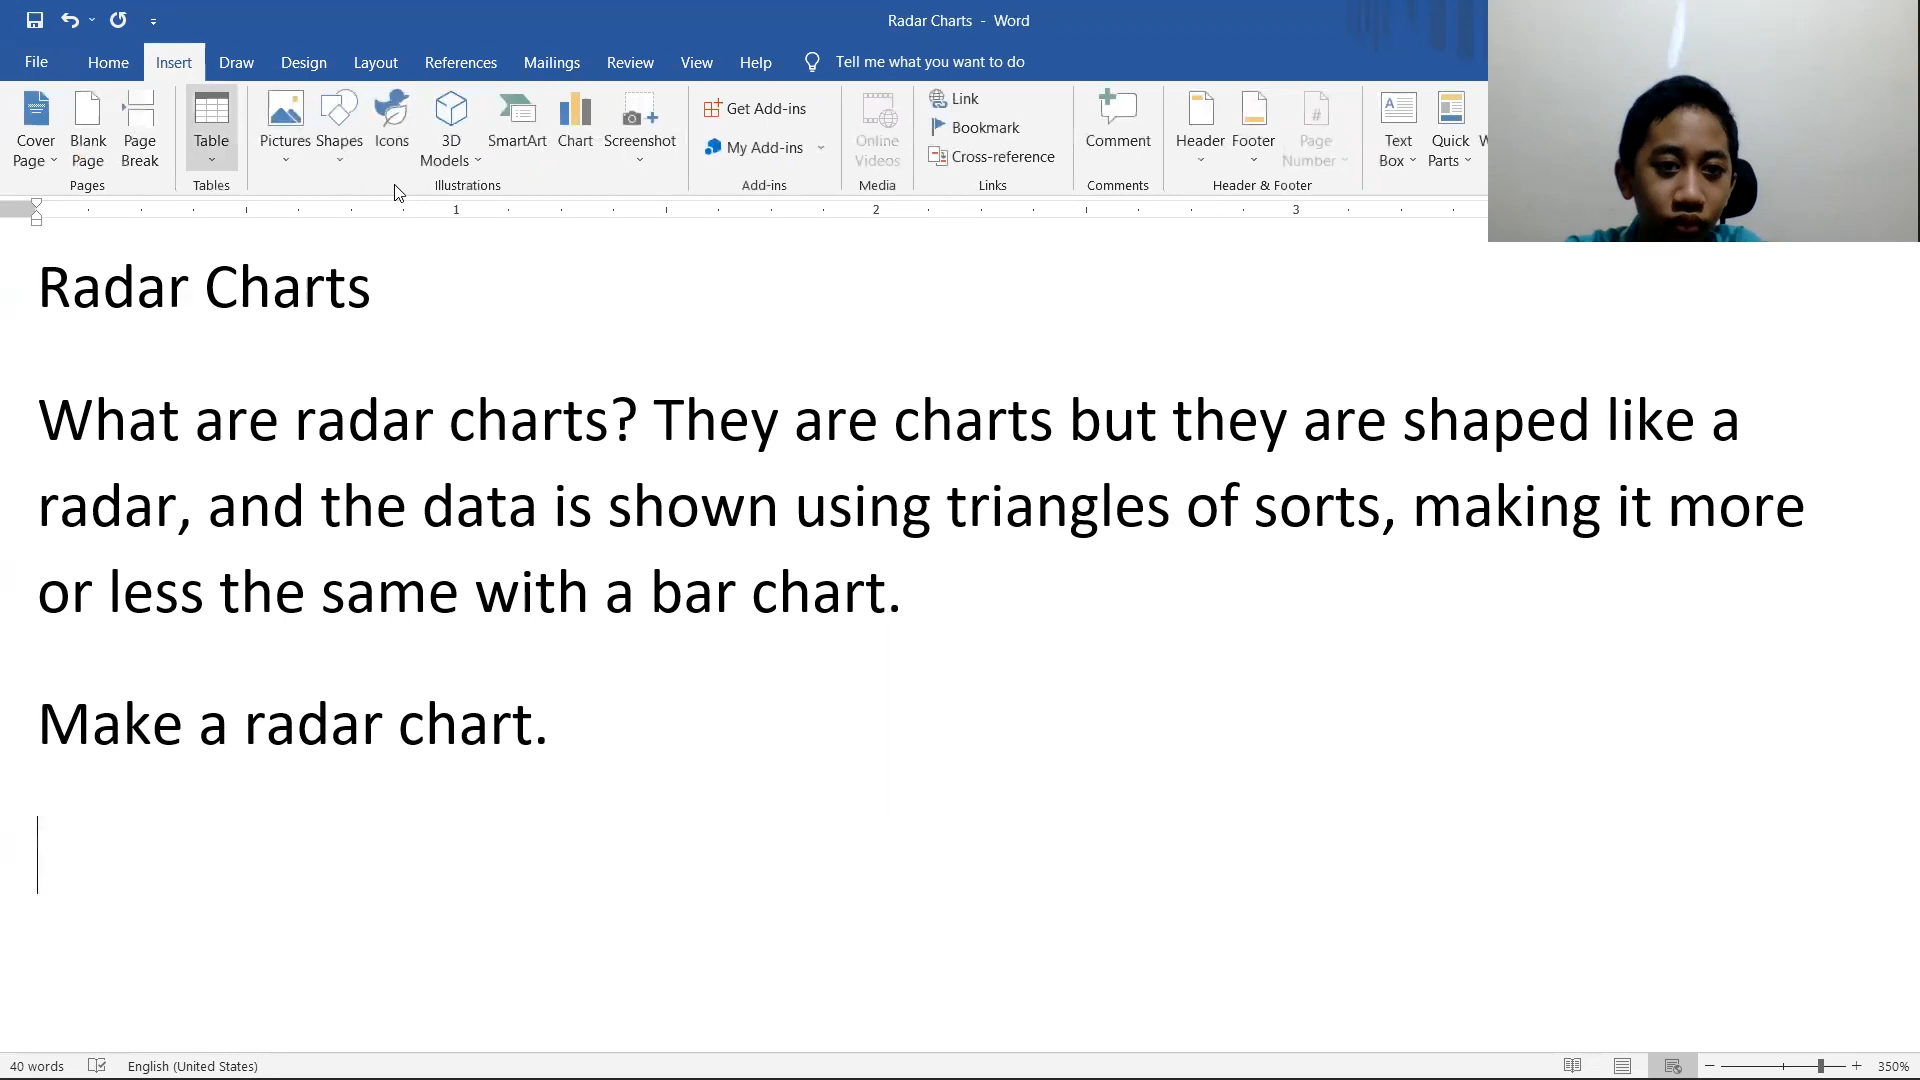 Radar Charts - Word
File Home Insert Draw Design Layout References Mailings Review View Help Tell me what you want to do
Cover Page
Blank Page
Page Break
Pages
Table
Tables
Pictures
Shapes
Icons
3D Models
SmartArt
Chart
Screenshot
Illustrations
Get Add-ins
My Add-ins
Add-ins
Online Videos
Media
Link
Bookmark
Cross-reference
Links
Comment
Comments
Header
Footer
Page Number
Header & Footer
Text Box
Quick Parts
1 2 3
Radar Charts
What are radar charts? They are charts but they are shaped like a
radar, and the data is shown using triangles of sorts, making it more
or less the same with a bar chart.
Make a radar chart.
40 words English (United States) 350%